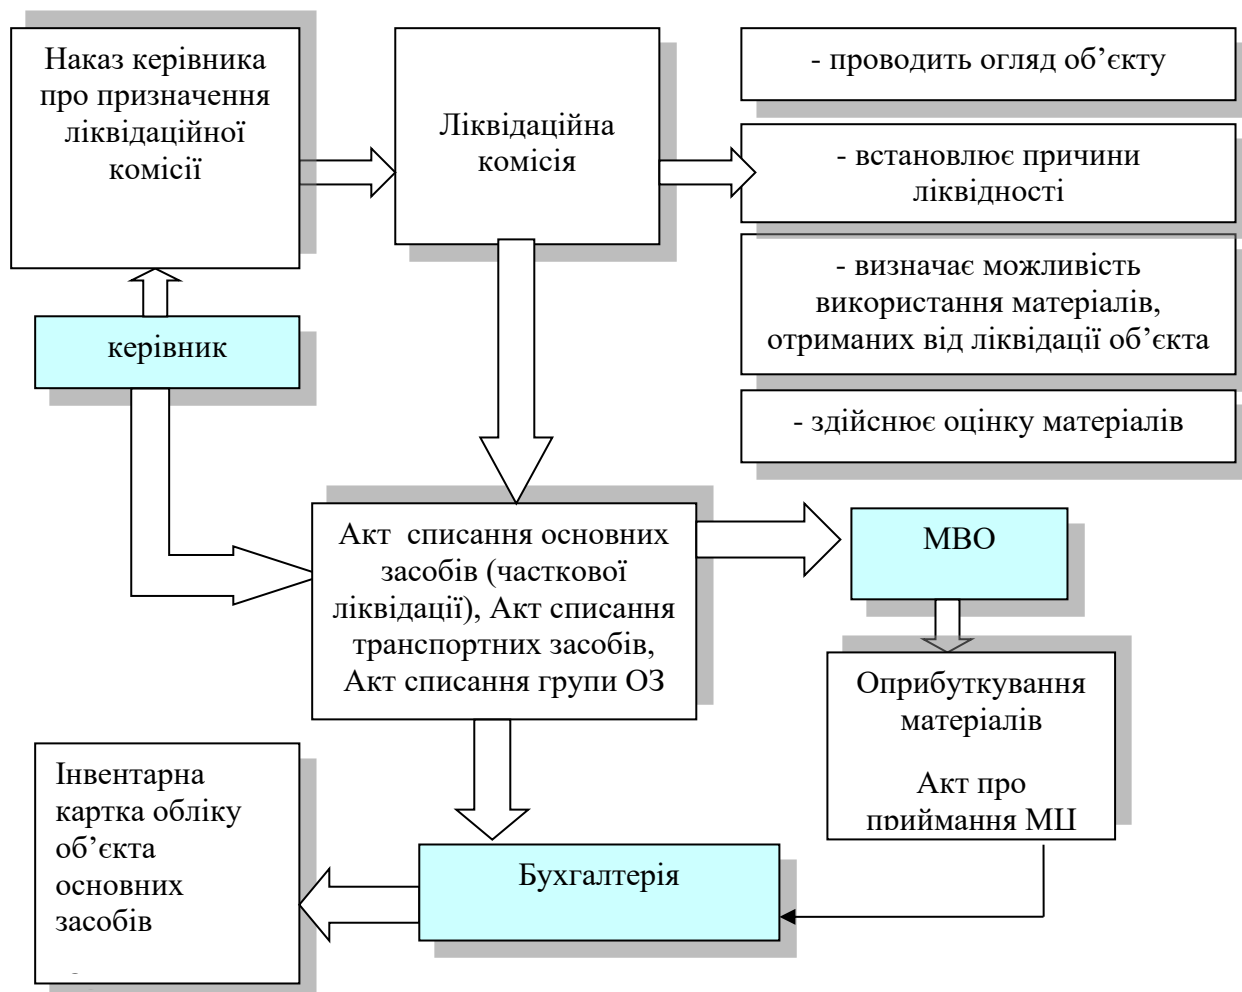 Наказ керівника
про призначення
ліквідаційної
комісії
Ліквідаційна
комісія
- проводить огляд об’єкту
- встановлює причини
ліквідності
- визначає можливість
використання матеріалів,
отриманих від ліквідації об’єкта
- здійснює оцінку матеріалів
керівник
Акт списання основних
засобів (часткової
ліквідації), Акт списання
транспортних засобів,
Акт списання групи ОЗ
МВО
Оприбуткування
матеріалів
Акт про
приймання МЦ
Інвентарна
картка обліку
об’єкта
основних
засобів
Бухгалтерія